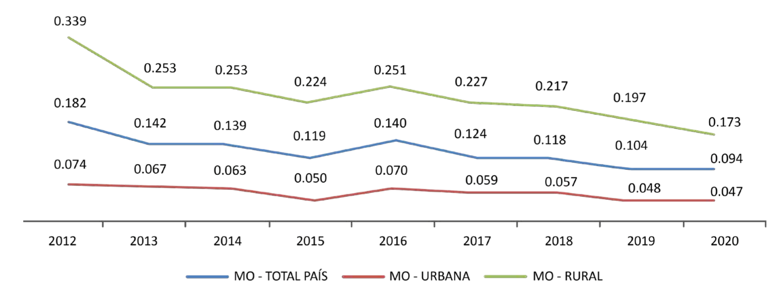 0.339
0.253 0.253 0.224 0.251 0.227 0.217 0.197 0.173
0.182 0.142 0.139 0.119 0.140 0.124 0.118 0.104 0.094
0.074 0.067 0.063 0.050 0.070 0.059 0.057 0.048 0.047
2012 2013 2014 2015 2016 2017 2018 2019 2020
MO - TOTAL PAÍS MO - URBANA MO - RURAL